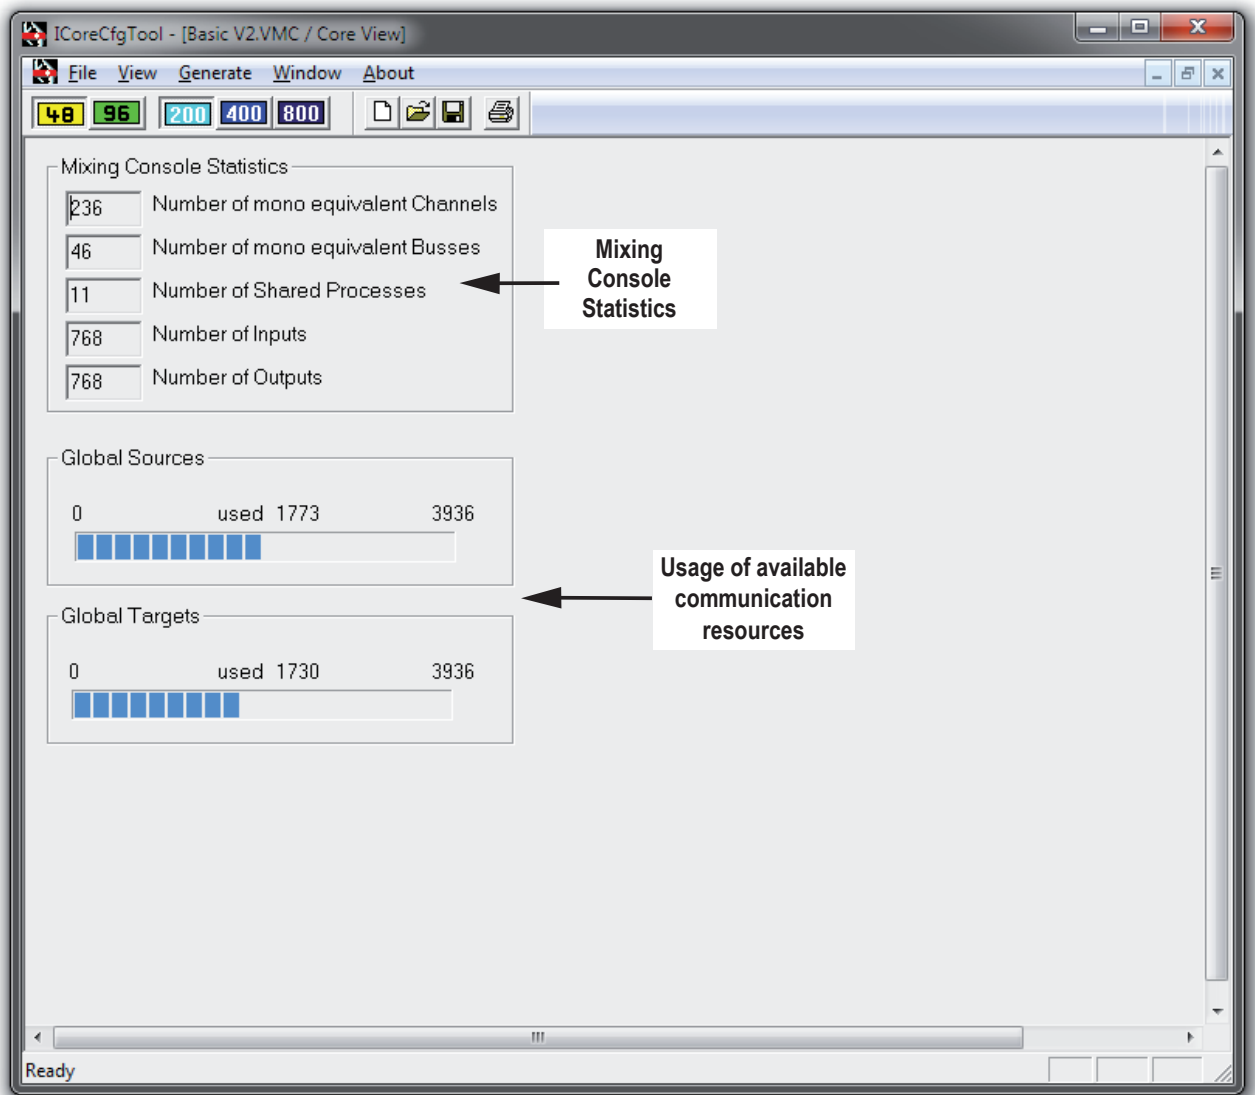 ICoreCfgTool - [Basic V2.VMC / Core View]
File View Generate Window About
48 96 200 400 800
Mixing Console Statistics
236 Number of mono equivalent Channels
46 Number of mono equivalent Busses
11 Number of Shared Processes
768 Number of Inputs
768 Number of Outputs
Mixing
Console
Statistics
Global Sources
0 used 1773 3936
Usage of available
communication
resources
Global Targets
0 used 1730 3936
Ready